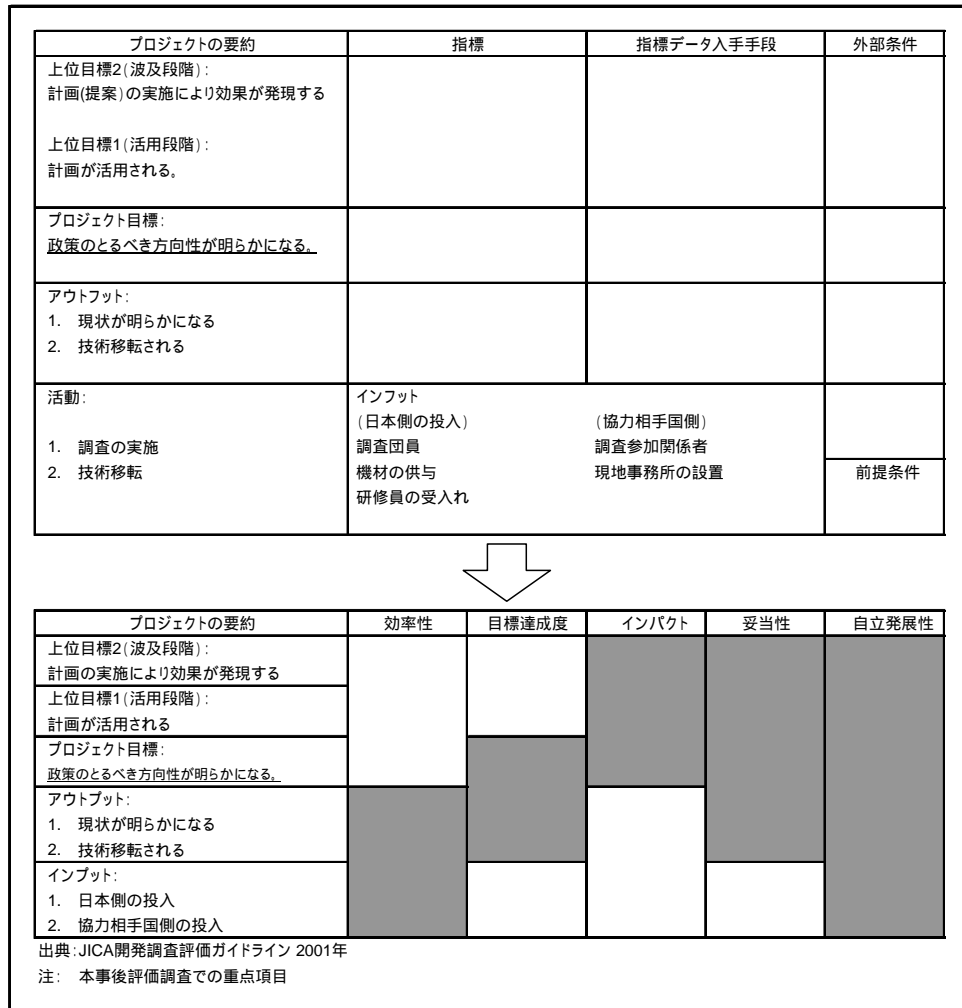 プロジェクトの要約 指標 指標データ入手手段 外部条件
上位目標2(波及段階):
計画(提案)の実施により効果が発現する
上位目標1(活用段階):
計画が活用される。
プロジェクト目標:
政策のとるべき方向性が明らかになる。
アウトフット:
1. 現状が明らかになる
2. 技術移転される
活動: インフット
(日本側の投入) (協力相手国側)
1. 調査の実施 調査団員 調査参加関係者
2. 技術移転 機材の供与 現地事務所の設置 前提条件
研修員の受入れ
プロジェクトの要約 効率性 目標達成度 インパクト 妥当性 自立発展性
上位目標2(波及段階):
計画の実施により効果が発現する
上位目標1(活用段階):
計画が活用される
プロジェクト目標:
政策のとるべき方向性が明らかになる。
アウトプット:
1. 現状が明らかになる
2. 技術移転される
インプット:
1. 日本側の投入
2. 協力相手国側の投入
出典:JICA開発調査評価ガイドライン 2001年
注: 本事後評価調査での重点項目